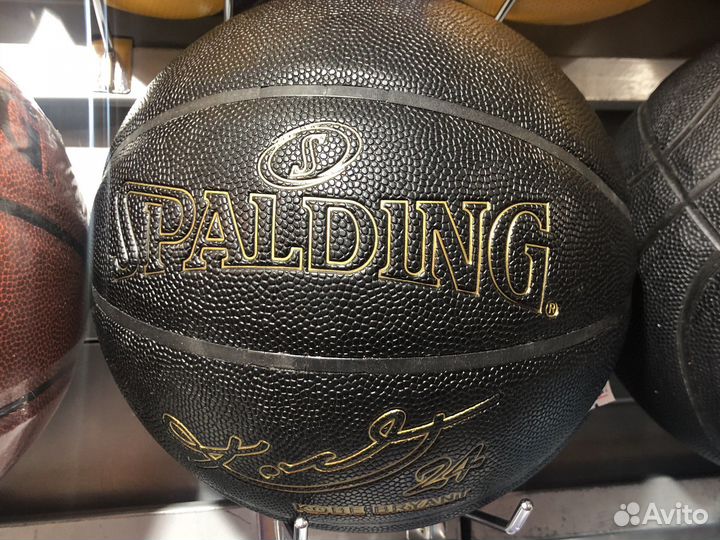 S
SPALDING®
24
KOBE BRYANT
Avito